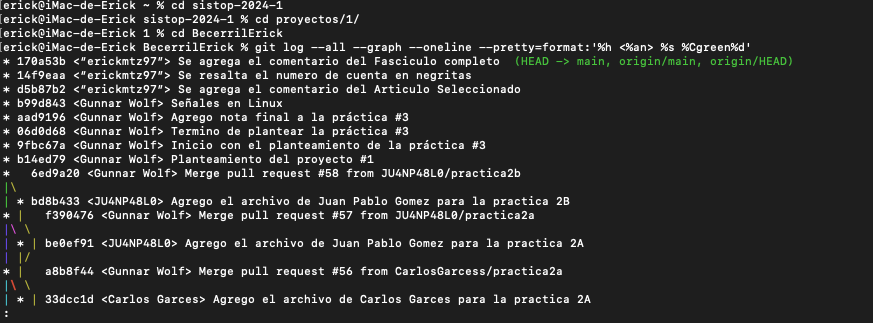 [erick@iMac-de-Erick ~ % cd sistop-2024-1
[erick@iMac-de-Erick sistop-2024-1 % cd proyectos/1/
[erick@iMac-de-Erick 1 % cd BecerrilErick
[erick@iMac-de-Erick BecerrilErick % git log --all --graph --oneline --pretty=format:'%h <%an> %s %Cgreen%d'
* 170a53b <“erickmtz97”> Se agrega el comentario del Fasciculo completo  (HEAD -> main, origin/main, origin/HEAD)
* 14f9eaa <“erickmtz97”> Se resalta el numero de cuenta en negritas
* d5b87b2 <“erickmtz97”> Se agrega el comentario del Articulo Seleccionado
* b99d843 <Gunnar Wolf> Señales en Linux
* aad9196 <Gunnar Wolf> Agrego nota final a la práctica #3
* 06d0d68 <Gunnar Wolf> Termino de plantear la práctica #3
* 9fbc67a <Gunnar Wolf> Inicio con el planteamiento de la práctica #3
* b14ed79 <Gunnar Wolf> Planteamiento del proyecto #1
*   6ed9a20 <Gunnar Wolf> Merge pull request #58 from JU4NP48L0/practica2b
|\
| * bd8b433 <JU4NP48L0> Agrego el archivo de Juan Pablo Gomez para la practica 2B
* |   f390476 <Gunnar Wolf> Merge pull request #57 from JU4NP48L0/practica2a
|\ \
| * | be0ef91 <JU4NP48L0> Agrego el archivo de Juan Pablo Gomez para la practica 2A
| |/
* |   a8b8f44 <Gunnar Wolf> Merge pull request #56 from CarlosGarcess/practica2a
|\ \
| * | 33dcc1d <Carlos Garces> Agrego el archivo de Carlos Garces para la practica 2A
: